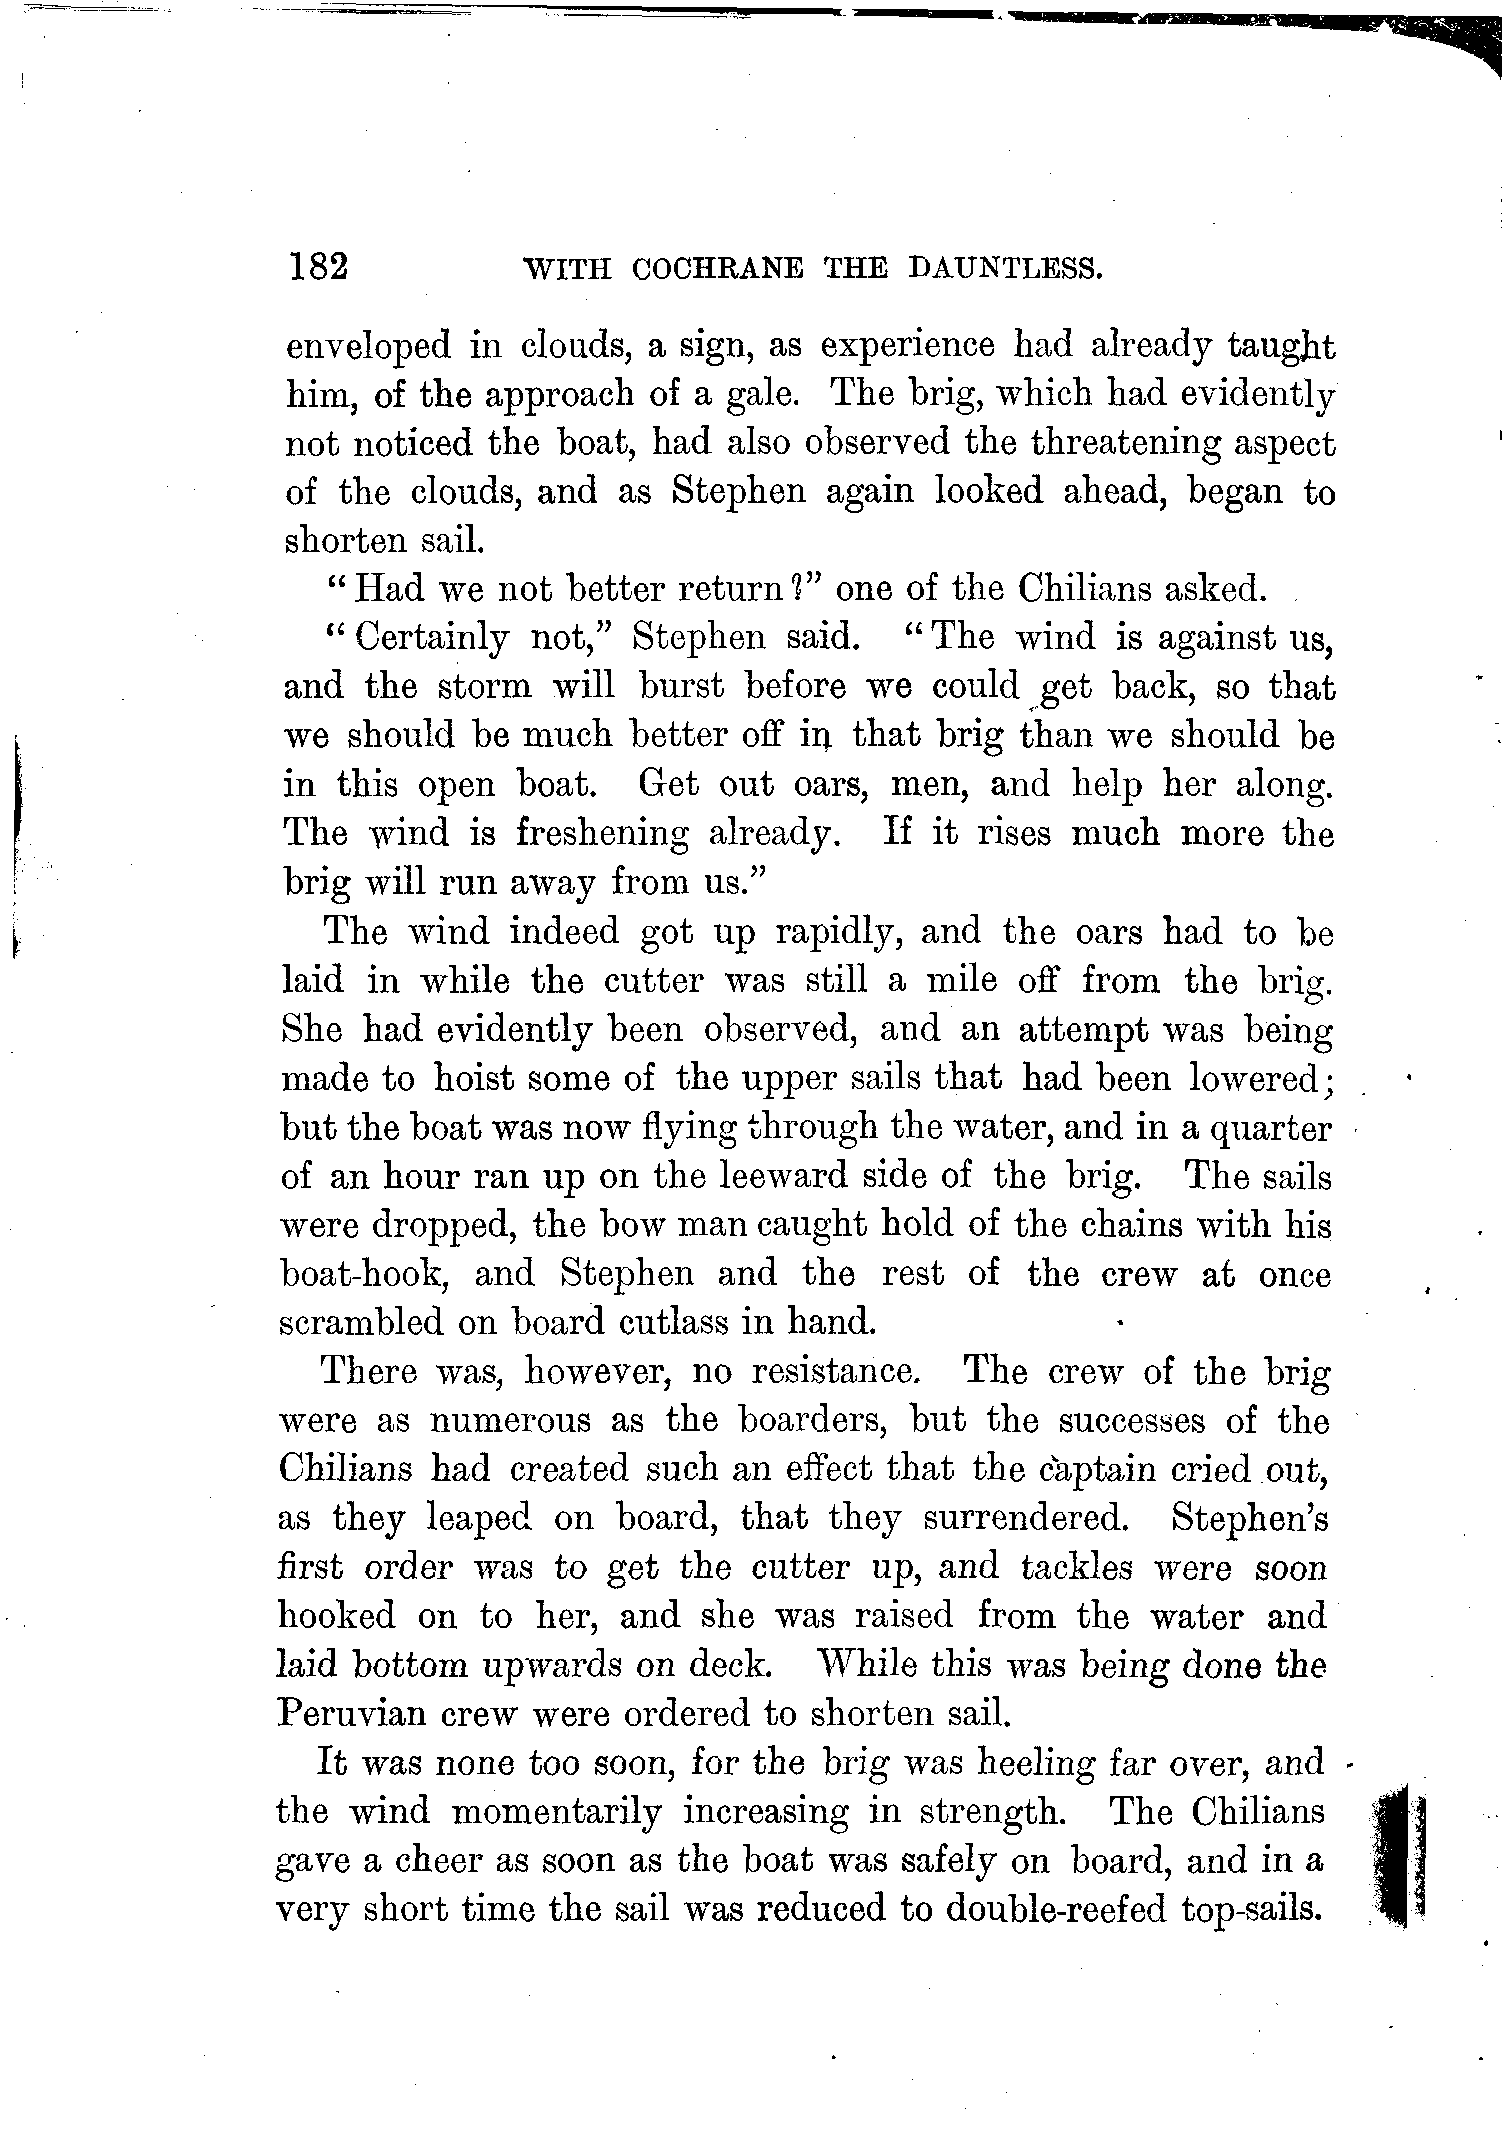 182 WITH COCHRANE THE DAUNTLESS.
enveloped in clouds, a sign, as experience had already taught
him, of the approach of a gale. The brig, which had evidently
not noticed the boat, had also observed the threatening aspect
of the clouds, and as Stephen again looked ahead, began to
shorten sail.
“Had we not better return?” one of the Chilians asked.
“Certainly not,” Stephen said. “The wind is against us,
and the storm will burst before we could get back, so that
we should be much better off in that brig than we should be
in this open boat. Get out oars, men, and help her along.
The wind is freshening already. If it rises much more the
brig will run away from us.”
The wind indeed got up rapidly, and the oars had to be
laid in while the cutter was still a mile off from the brig.
She had evidently been observed, and an attempt was being
made to hoist some of the upper sails that had been lowered;
but the boat was now flying through the water, and in a quarter
of an hour ran up on the leeward side of the brig. The sails
were dropped, the bow man caught hold of the chains with his
boat-hook, and Stephen and the rest of the crew at once
scrambled on board cutlass in hand.
There was, however, no resistance. The crew of the brig
were as numerous as the boarders, but the successes of the
Chilians had created such an effect that the captain cried out,
as they leaped on board, that they surrendered. Stephen's
first order was to get the cutter up, and tackles were soon
hooked on to her, and she was raised from the water and
laid bottom upwards on deck. While this was being done the
Peruvian crew were ordered to shorten sail.
It was none too soon, for the brig was heeling far over, and
the wind momentarily increasing in strength. The Chilians
gave a cheer as soon as the boat was safely on board, and in a
very short time the sail was reduced to double-reefed top-sails.